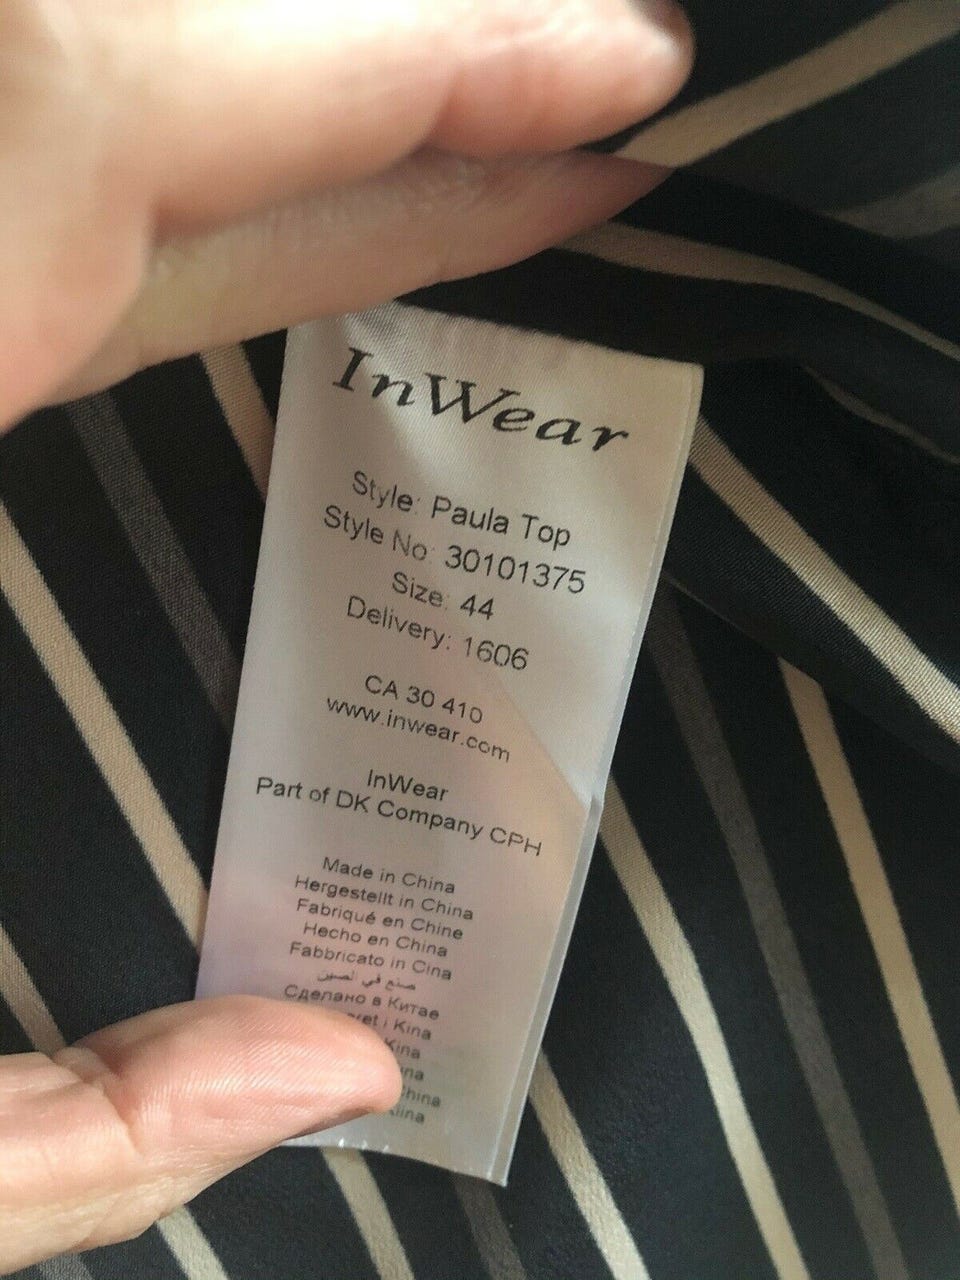 InWear
Style: Paula Top
Style No: 30101375
Size: 44
Delivery: 1606
CA 30 410
www.inwear.com
InWear
Part of DK Company CPH
Made in China
Hergestellt in China
Fabriqué en Chine
Hecho en China
Fabbricato in Cina
صنع في الصين
Сделано в Китае
i Kina